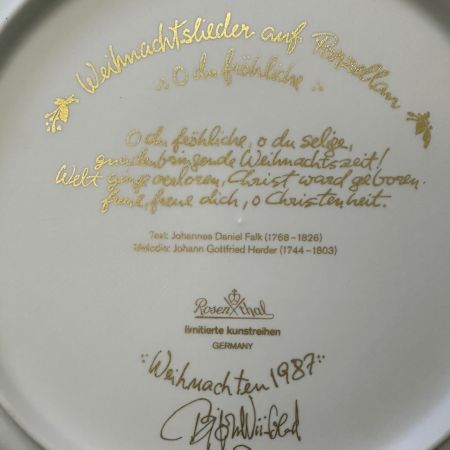 Weihnachtslieder auf Porzellan
O du fröhliche
O du fröhliche, o du selige,
gnadenbringende Weihnachtszeit!
Welt ging verloren, Christ ward geboren.
freue, freue dich, o Christenheit.
Text: Johannes Daniel Falk (1768–1826)
Melodie: Johann Gottfried Herder (1744–1803)
Rosenthal
limitierte kunstreihen
GERMANY
Weihnachten 1987
Bjørn Wiinblad